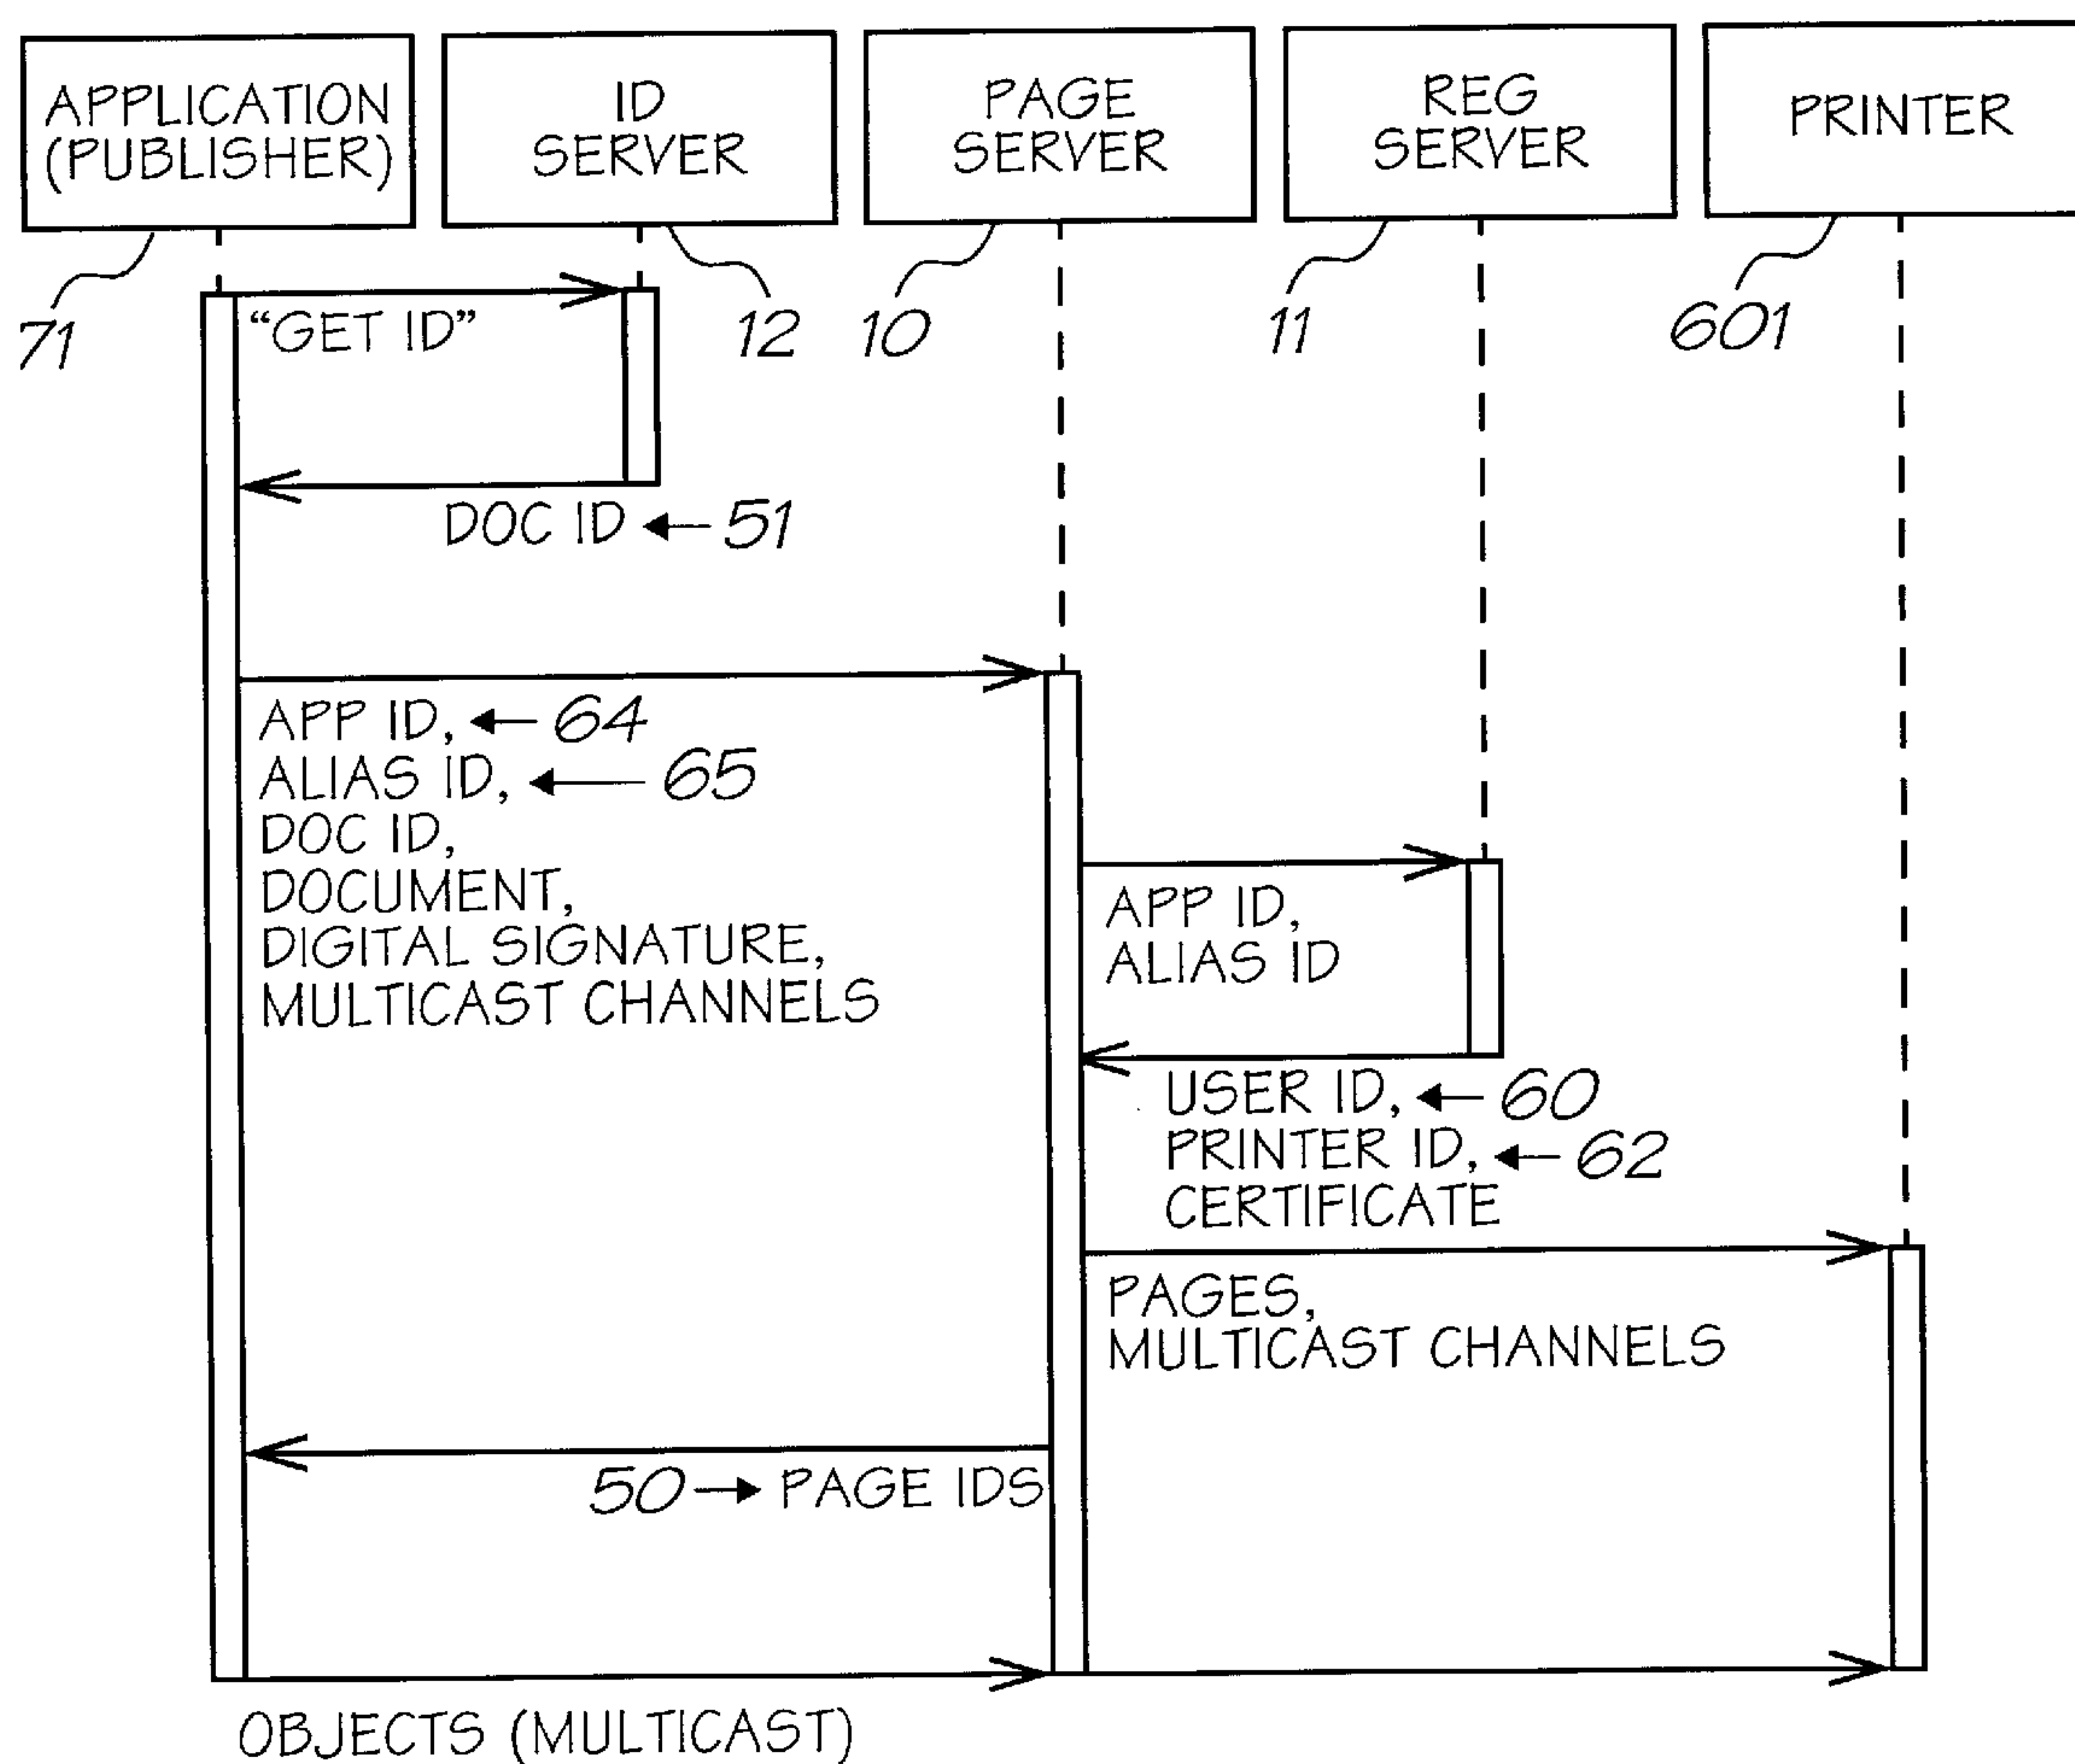 APPLICATION
(PUBLISHER)
ID
SERVER
PAGE
SERVER
REG
SERVER
PRINTER
71
12
10
11
601
“GET ID”
DOC ID 51
APP ID, 64
ALIAS ID, 65
DOC ID,
DOCUMENT,
DIGITAL SIGNATURE,
MULTICAST CHANNELS
APP ID,
ALIAS ID
USER ID, 60
PRINTER ID, 62
CERTIFICATE
PAGES,
MULTICAST CHANNELS
50 PAGE IDS
OBJECTS (MULTICAST)